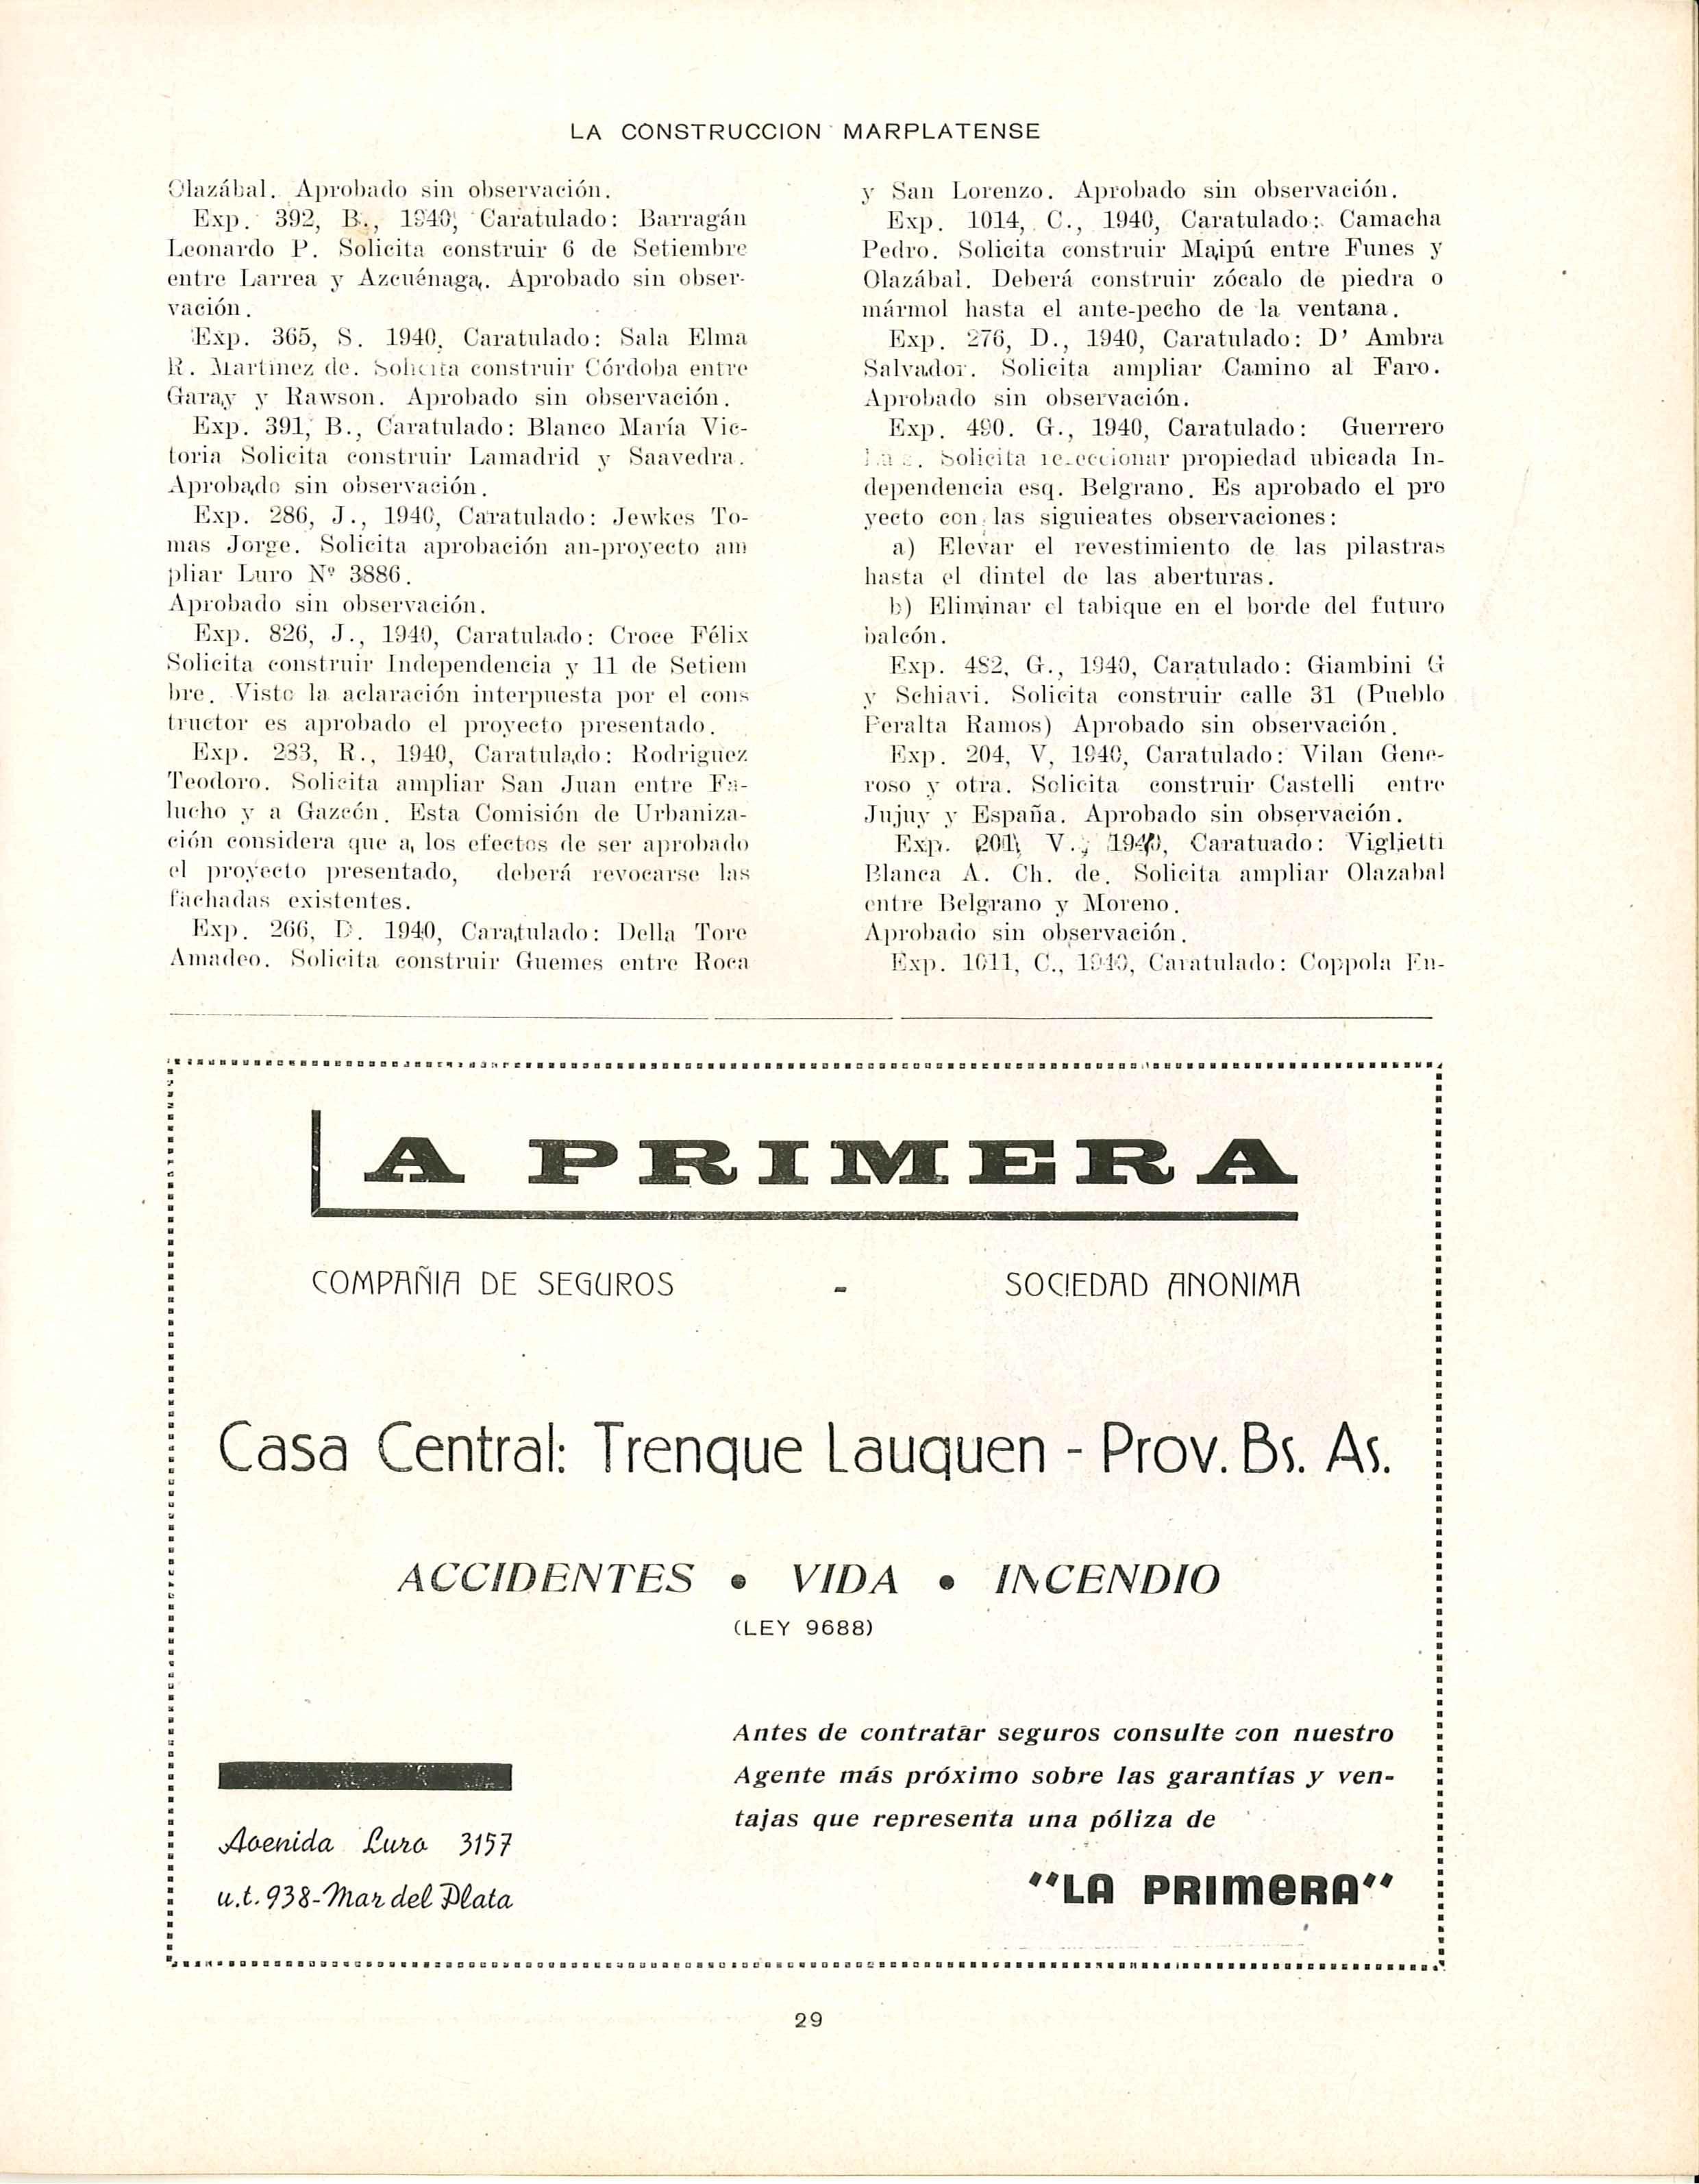 LA CONSTRUCCION MARPLATENSE
Olazábal. Aprobado sin observación.
Exp. 392, B., 1940, Caratulado: Barragán
Leonardo P. Solicita construir 6 de Setiembre
entre Larrea y Azcuénaga. Aprobado sin obser-
vación.
Exp. 365, S. 1940, Caratulado: Sala Elma
R. Martinez de. Solicita construir Córdoba entre
Garay y Rawson. Aprobado sin observación.
Exp. 391, B., Caratulado: Blanco María Vic-
toria Solicita construir Lamadrid y Saavedra.
Aprobado sin observación.
Exp. 286, J., 1940, Caratulado: Jewkes To-
mas Jorge. Solicita aprobación an-proyecto am
pliar Luro Nº 3886.
Aprobado sin observación.
Exp. 826, J., 1940, Caratulado: Croce Félix
Solicita construir Independencia y 11 de Setiem
bre. Visto la aclaración interpuesta por el cons
tructor es aprobado el proyecto presentado.
Exp. 233, R., 1940, Caratulado: Rodriguez
Teodoro. Solicita ampliar San Juan entre Fa-
lucho y a Gazcón. Esta Comisión de Urbaniza-
ción considera que a los efectos de ser aprobado
el proyecto presentado, deberá revocarse las
fachadas existentes.
Exp. 266, D. 1940, Caratulado: Della Tore
Amadeo. Solicita construir Guemes entre Roca
y San Lorenzo. Aprobado sin observación.
Exp. 1014, C., 1940, Caratulado: Camacha
Pedro. Solicita construir Maipú entre Funes y
Olazábal. Deberá construir zócalo de piedra o
mármol hasta el ante-pecho de la ventana.
Exp. 276, D., 1940, Caratulado: D' Ambra
Salvador. Solicita ampliar Camino al Faro.
Aprobado sin observación.
Exp. 490. G., 1940, Caratulado: Guerrero
Solicita propiedad ubicada In-
dependencia esq. Belgrano. Es aprobado el pro
yecto con las siguieates observaciones:
a) Elevar el revestimiento de las pilastras
hasta el dintel de las aberturas.
b) Eliminar el tabique en el borde del futuro
balcón.
Exp. 482, G., 1940, Caratulado: Giambini G
y Schiavi. Solicita construir calle 31 (Pueblo
Peralta Ramos) Aprobado sin observación.
Exp. 204, V, 1940, Caratulado: Vilan Gene-
roso y otra. Solicita construir Castelli entre
Jujuy y España. Aprobado sin observación.
Exp. 201, V., 1940, Caratuado: Viglietti
Blanca A. Ch. de. Solicita ampliar Olazabal
entre Belgrano y Moreno.
Aprobado sin observación.
Exp. 1011, C., 1940, Caratulado: Coppola En-
LA PRIMERA
COMPAÑIA DE SEGUROS - SOCIEDAD ANONIMA
Casa Central: Trenque Lauquen - Prov. Bs. As.
ACCIDENTES • VIDA • INCENDIO
(LEY 9688)
Antes de contratar seguros consulte con nuestro
Agente más próximo sobre las garantías y ven-
tajas que representa una póliza de
"LA PRIMERA"
Avenida Luro 3157
u.t. 938-Mar del Plata
29